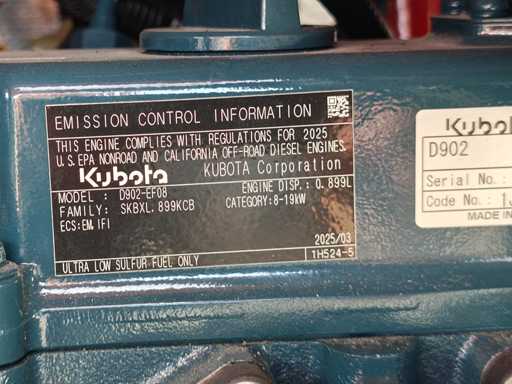 EMISSION CONTROL INFORMATION
THIS ENGINE COMPLIES WITH REGULATIONS FOR 2025
U.S. EPA NONROAD AND CALIFORNIA OFF-ROAD DIESEL ENGINES.
Kubota KUBOTA Corporation
MODEL : D902-EF08 ENGINE DISP.: 0.899L
FAMILY: SKBXL.899KCB CATEGORY:8-19kW
ECS:EM, IFI
2025/03
ULTRA LOW SULFUR FUEL ONLY 1H524-5
Kubota
D902
Serial No. :
Code No. :
MADE IN